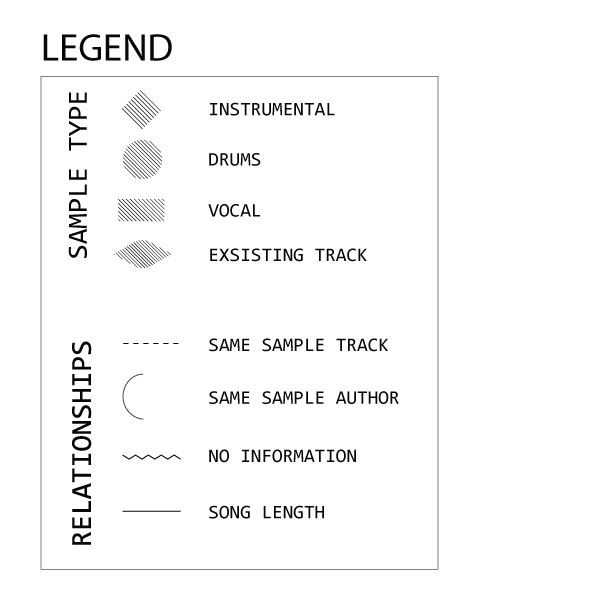 LEGEND
SAMPLE TYPE
INSTRUMENTAL
DRUMS
VOCAL
EXSISTING TRACK
RELATIONSHIPS
SAME SAMPLE TRACK
SAME SAMPLE AUTHOR
NO INFORMATION
SONG LENGTH